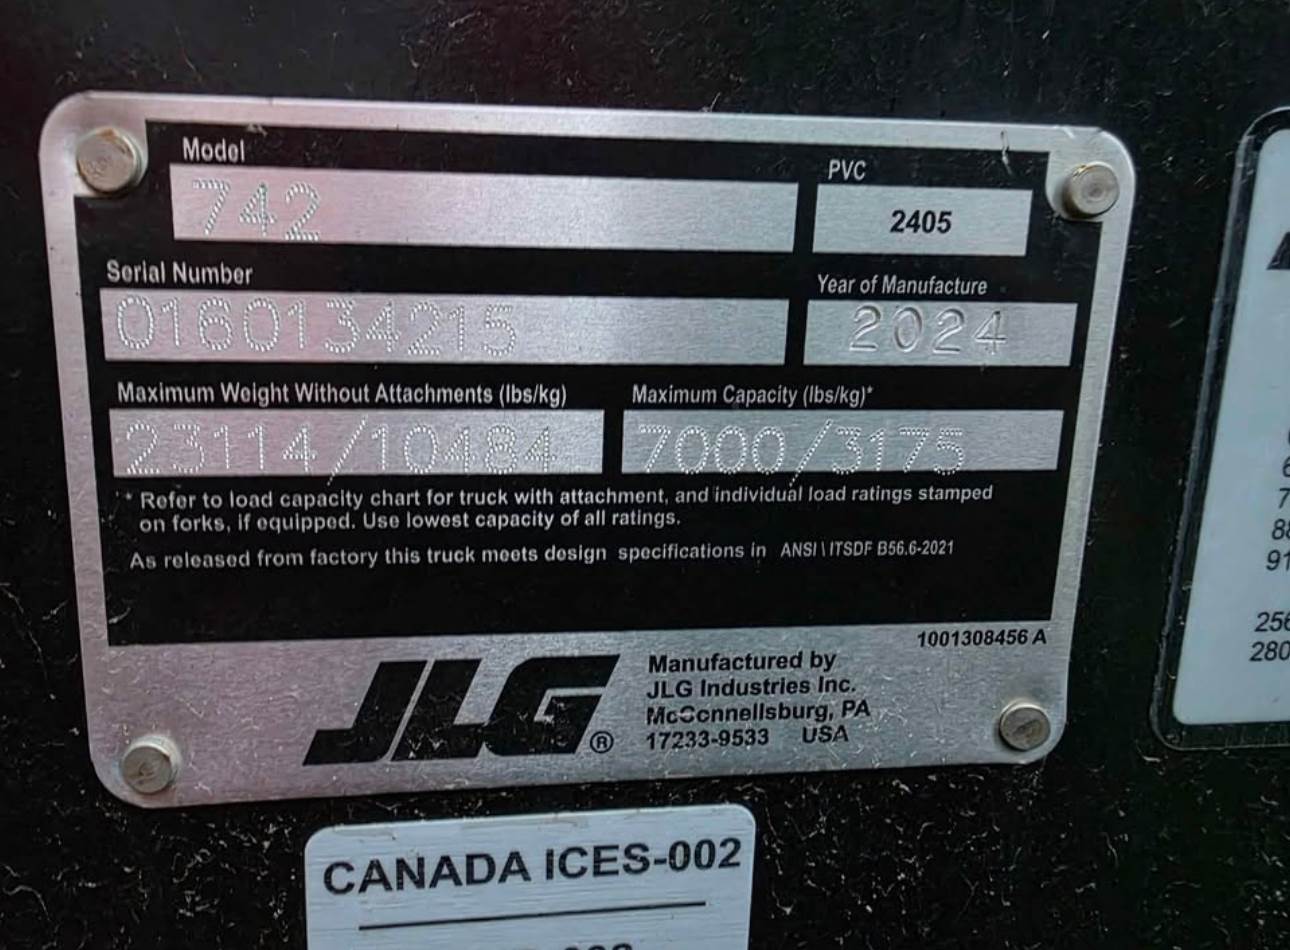 Model
742
PVC
2405
Serial Number
0160134215
Year of Manufacture
2024
Maximum Weight Without Attachments (lbs/kg)
23114/10484
Maximum Capacity (lbs/kg)*
7000/3175
* Refer to load capacity chart for truck with attachment, and individual load ratings stamped
on forks, if equipped. Use lowest capacity of all ratings.
As released from factory this truck meets design specifications in ANSI \ ITSDF B56.6-2021
1001308456 A
JLG®
Manufactured by
JLG Industries Inc.
McConnellsburg, PA
17233-9533 USA
CANADA ICES-002